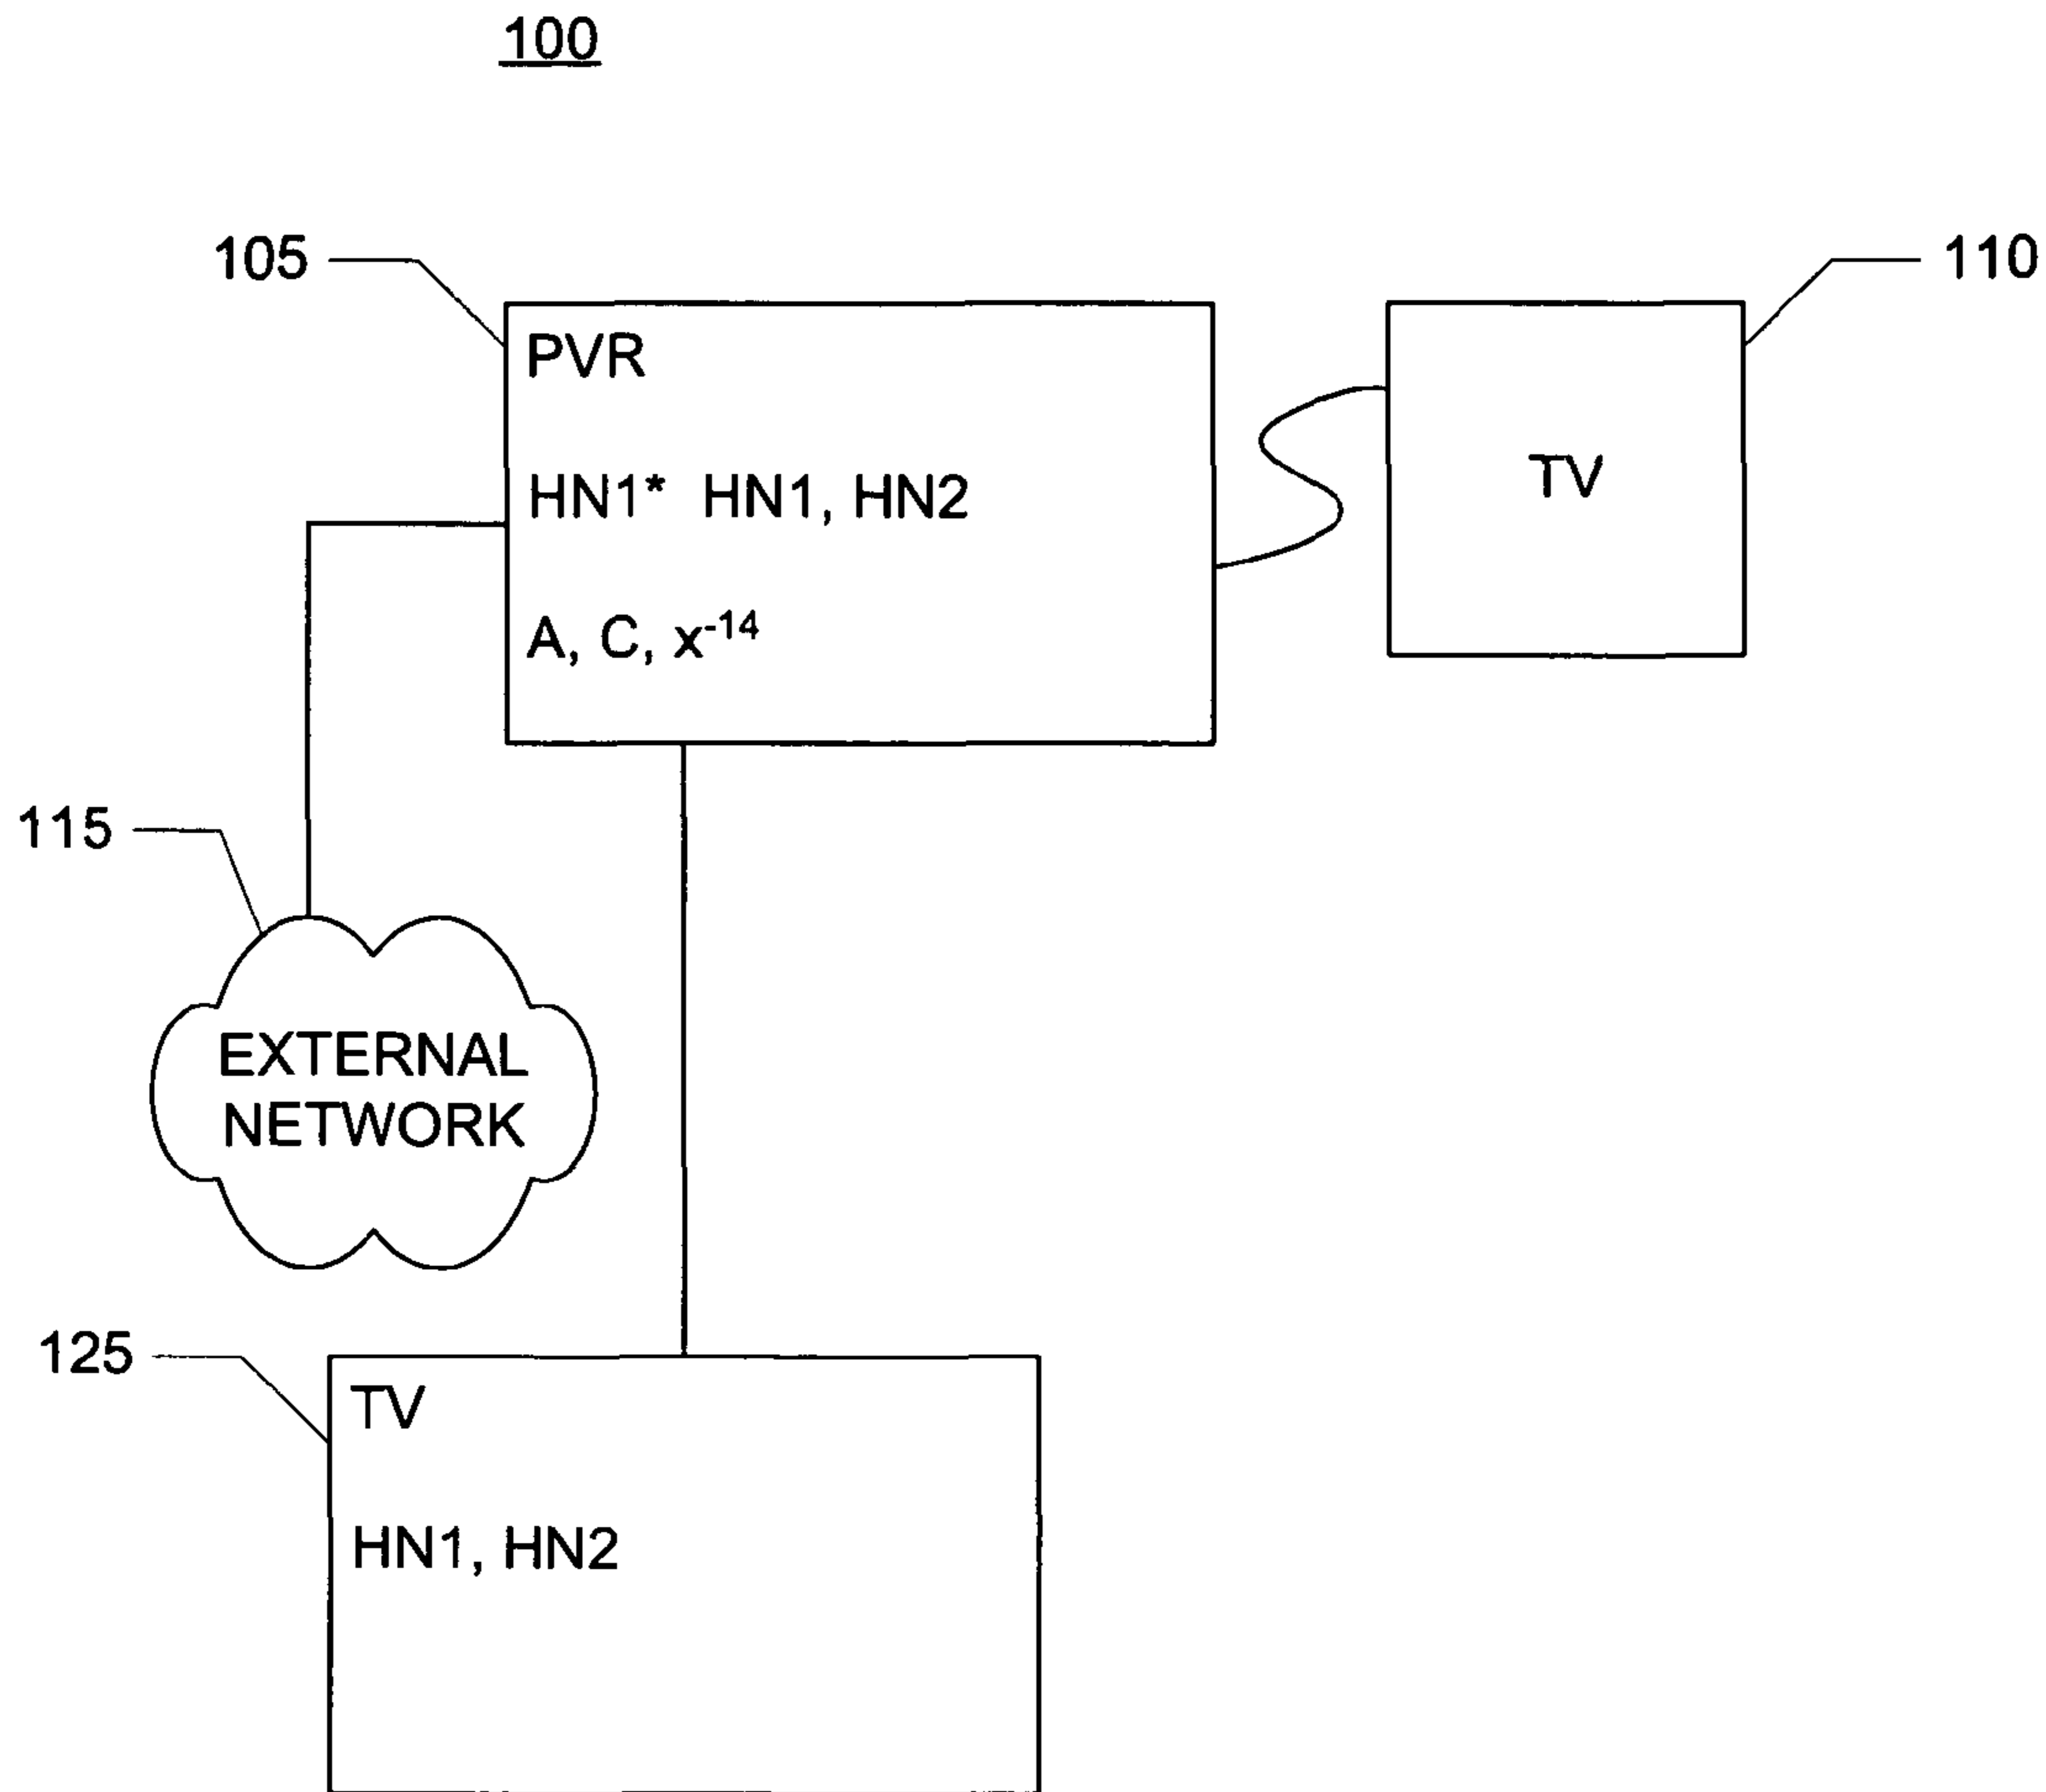 100
105
110
PVR
HN1* HN1, HN2
TV
A, C, x⁻¹⁴
115
EXTERNAL
NETWORK
125
TV
HN1, HN2